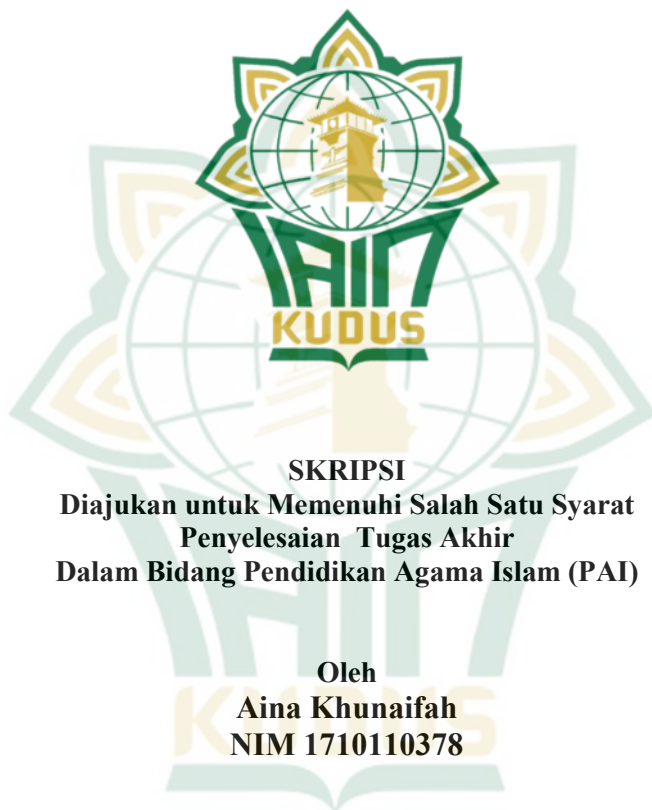 IAIN
KUDUS
SKRIPSI
Diajukan untuk Memenuhi Salah Satu Syarat
Penyelesaian Tugas Akhir
Dalam Bidang Pendidikan Agama Islam (PAI)
Oleh
Aina Khunaifah
NIM 1710110378